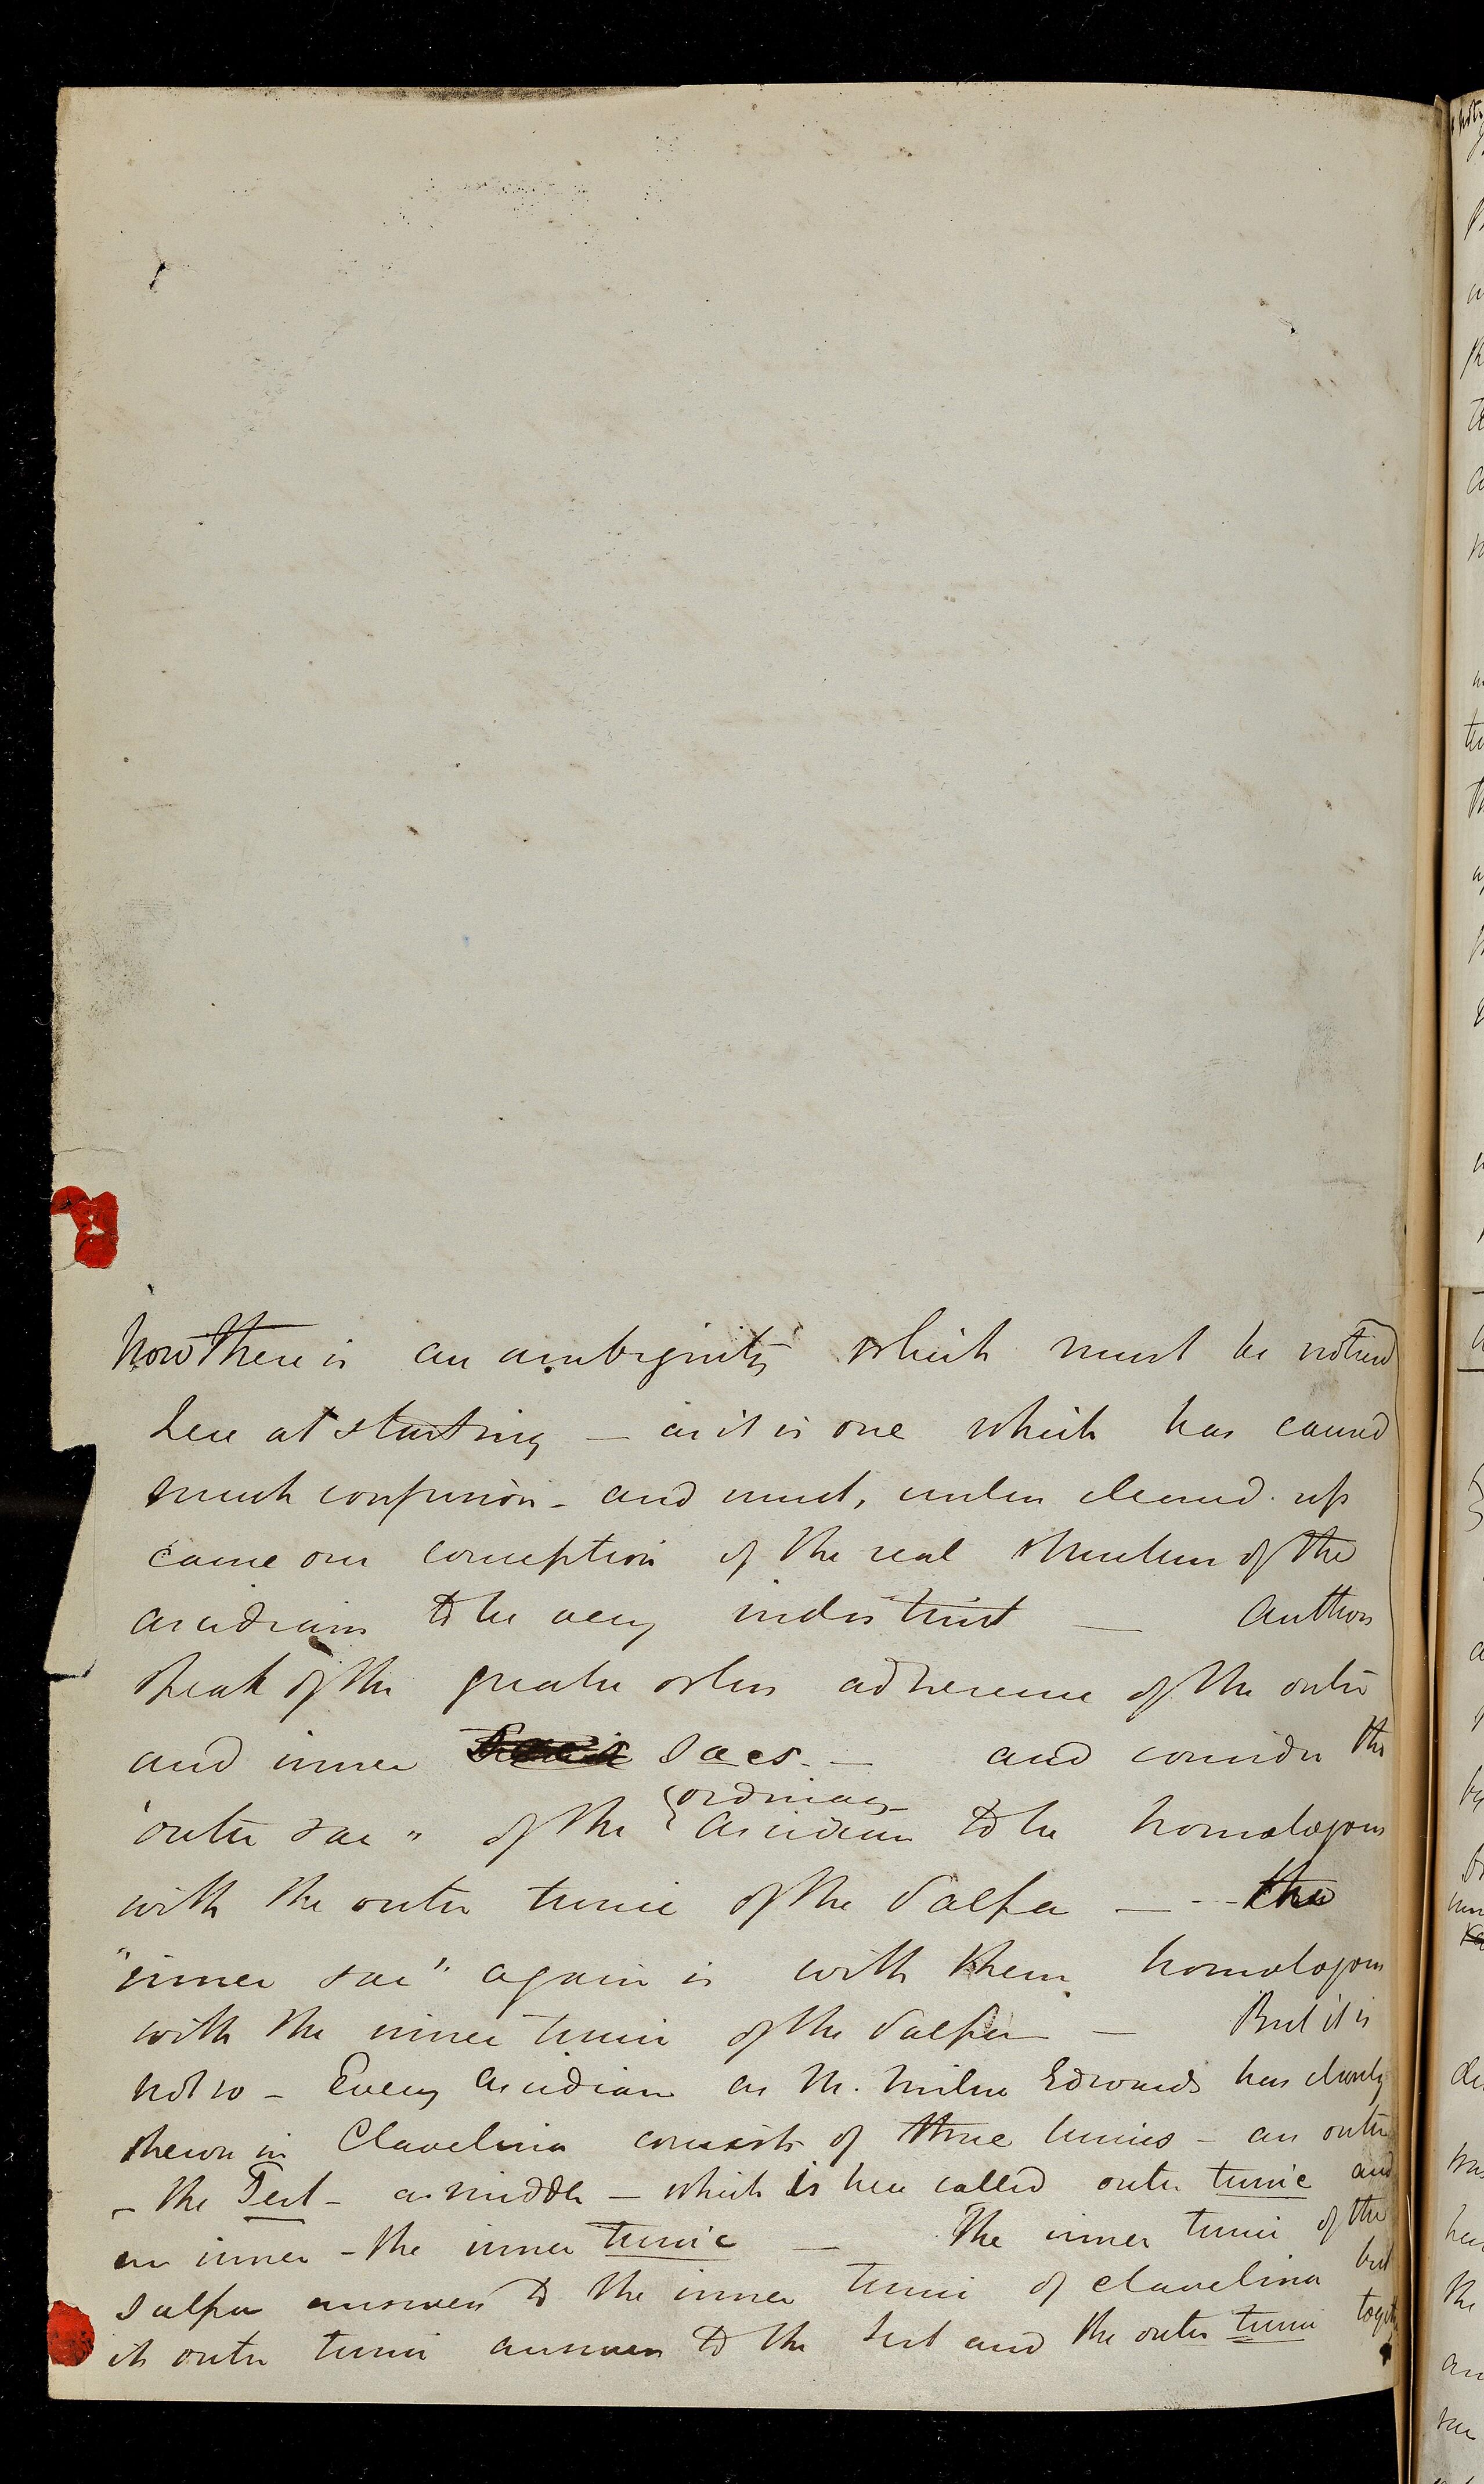 Now There is an ambiguity which must be noticed
here at starting – as it is one which has caused
much confusion – and must, unless cleared up
cause our conception of the real structure of the
ascidians to be very indistinct — Authors
speak of the greater or less adherence of the outer
and inner sacs. — and consider the
ordinary
"outer sac" of the Ascidian to be homologous
with the outer tunic of the Salpa — the
"inner sac" again is with them homologous
with the inner tunic of the Salpa — But it is
not so – Every Ascidian as M. Milne Edwards has clearly
shewn in Clavelina consists of three tunics – an outer
– the Test – a middle – which is here called outer tunic and
an inner – the inner tunic — The inner tunic of the
Salpa answers to the inner tunic of clavelina but
its outer tunic answers to the test and the outer tunic